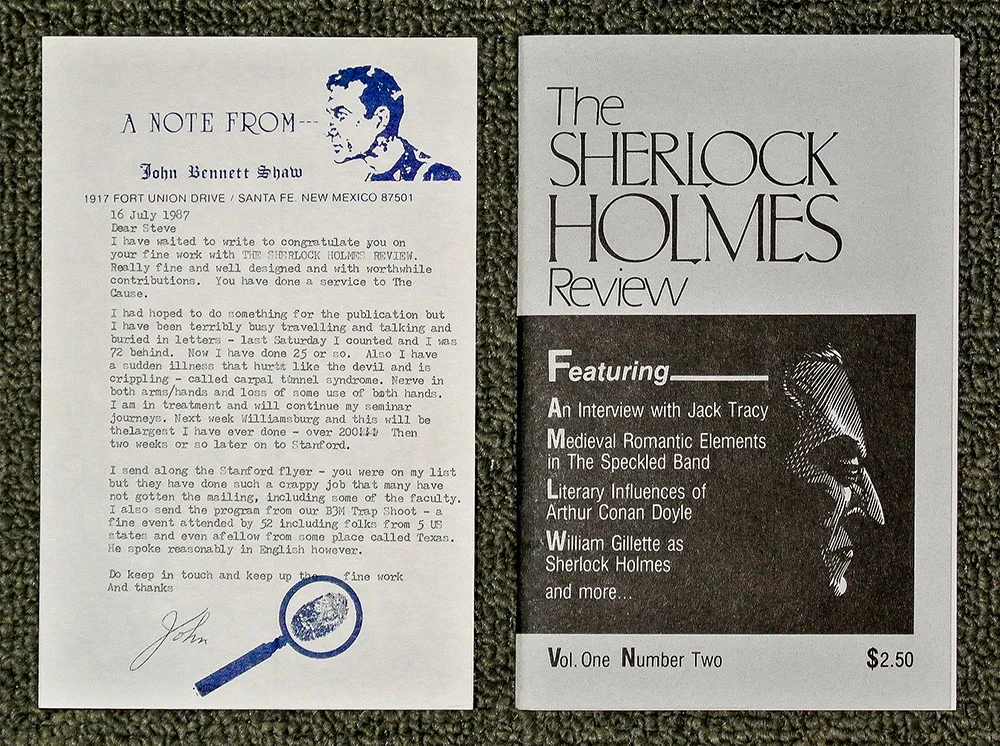 A NOTE FROM---
John Bennett Shaw
1917 FORT UNION DRIVE / SANTA FE, NEW MEXICO 87501
16 July 1987
Dear Steve
I have waited to write to congratulate you on
your fine work with THE SHERLOCK HOLMES REVIEW.
Really fine and well designed and with worthwhile
contributions. You have done a service to The
Cause.
I had hoped to do something for the publication but
I have been terribly busy travelling and talking and
buried in letters - last Saturday I counted and I was
72 behind. Now I have done 25 or so. Also I have
a sudden illness that hurts like the devil and is
crippling - called carpal tunnel syndrome. Nerve in
both arms/hands and loss of some use of both hands.
I am in treatment and will continue my seminar
journeys. Next week Williamsburg and this will be
thelargest I have ever done - over 200!!! Then
two weeks or so later on to Stanford.
I send along the Stanford flyer - you were on my list
but they have done such a crappy job that many have
not gotten the mailing, including some of the faculty.
I also send the program from our BJM Trap Shoot - a
fine event attended by 52 including folks from 5 US
states and even afellow from some place called Texas.
He spoke reasonably in English however.
Do keep in touch and keep up the fine work
And thanks
John
The
SHERLOCK
HOLMES
Review
Featuring
An Interview with Jack Tracy
Medieval Romantic Elements
in The Speckled Band
Literary Influences of
Arthur Conan Doyle
William Gillette as
Sherlock Holmes
and more...
Vol. One Number Two
$2.50